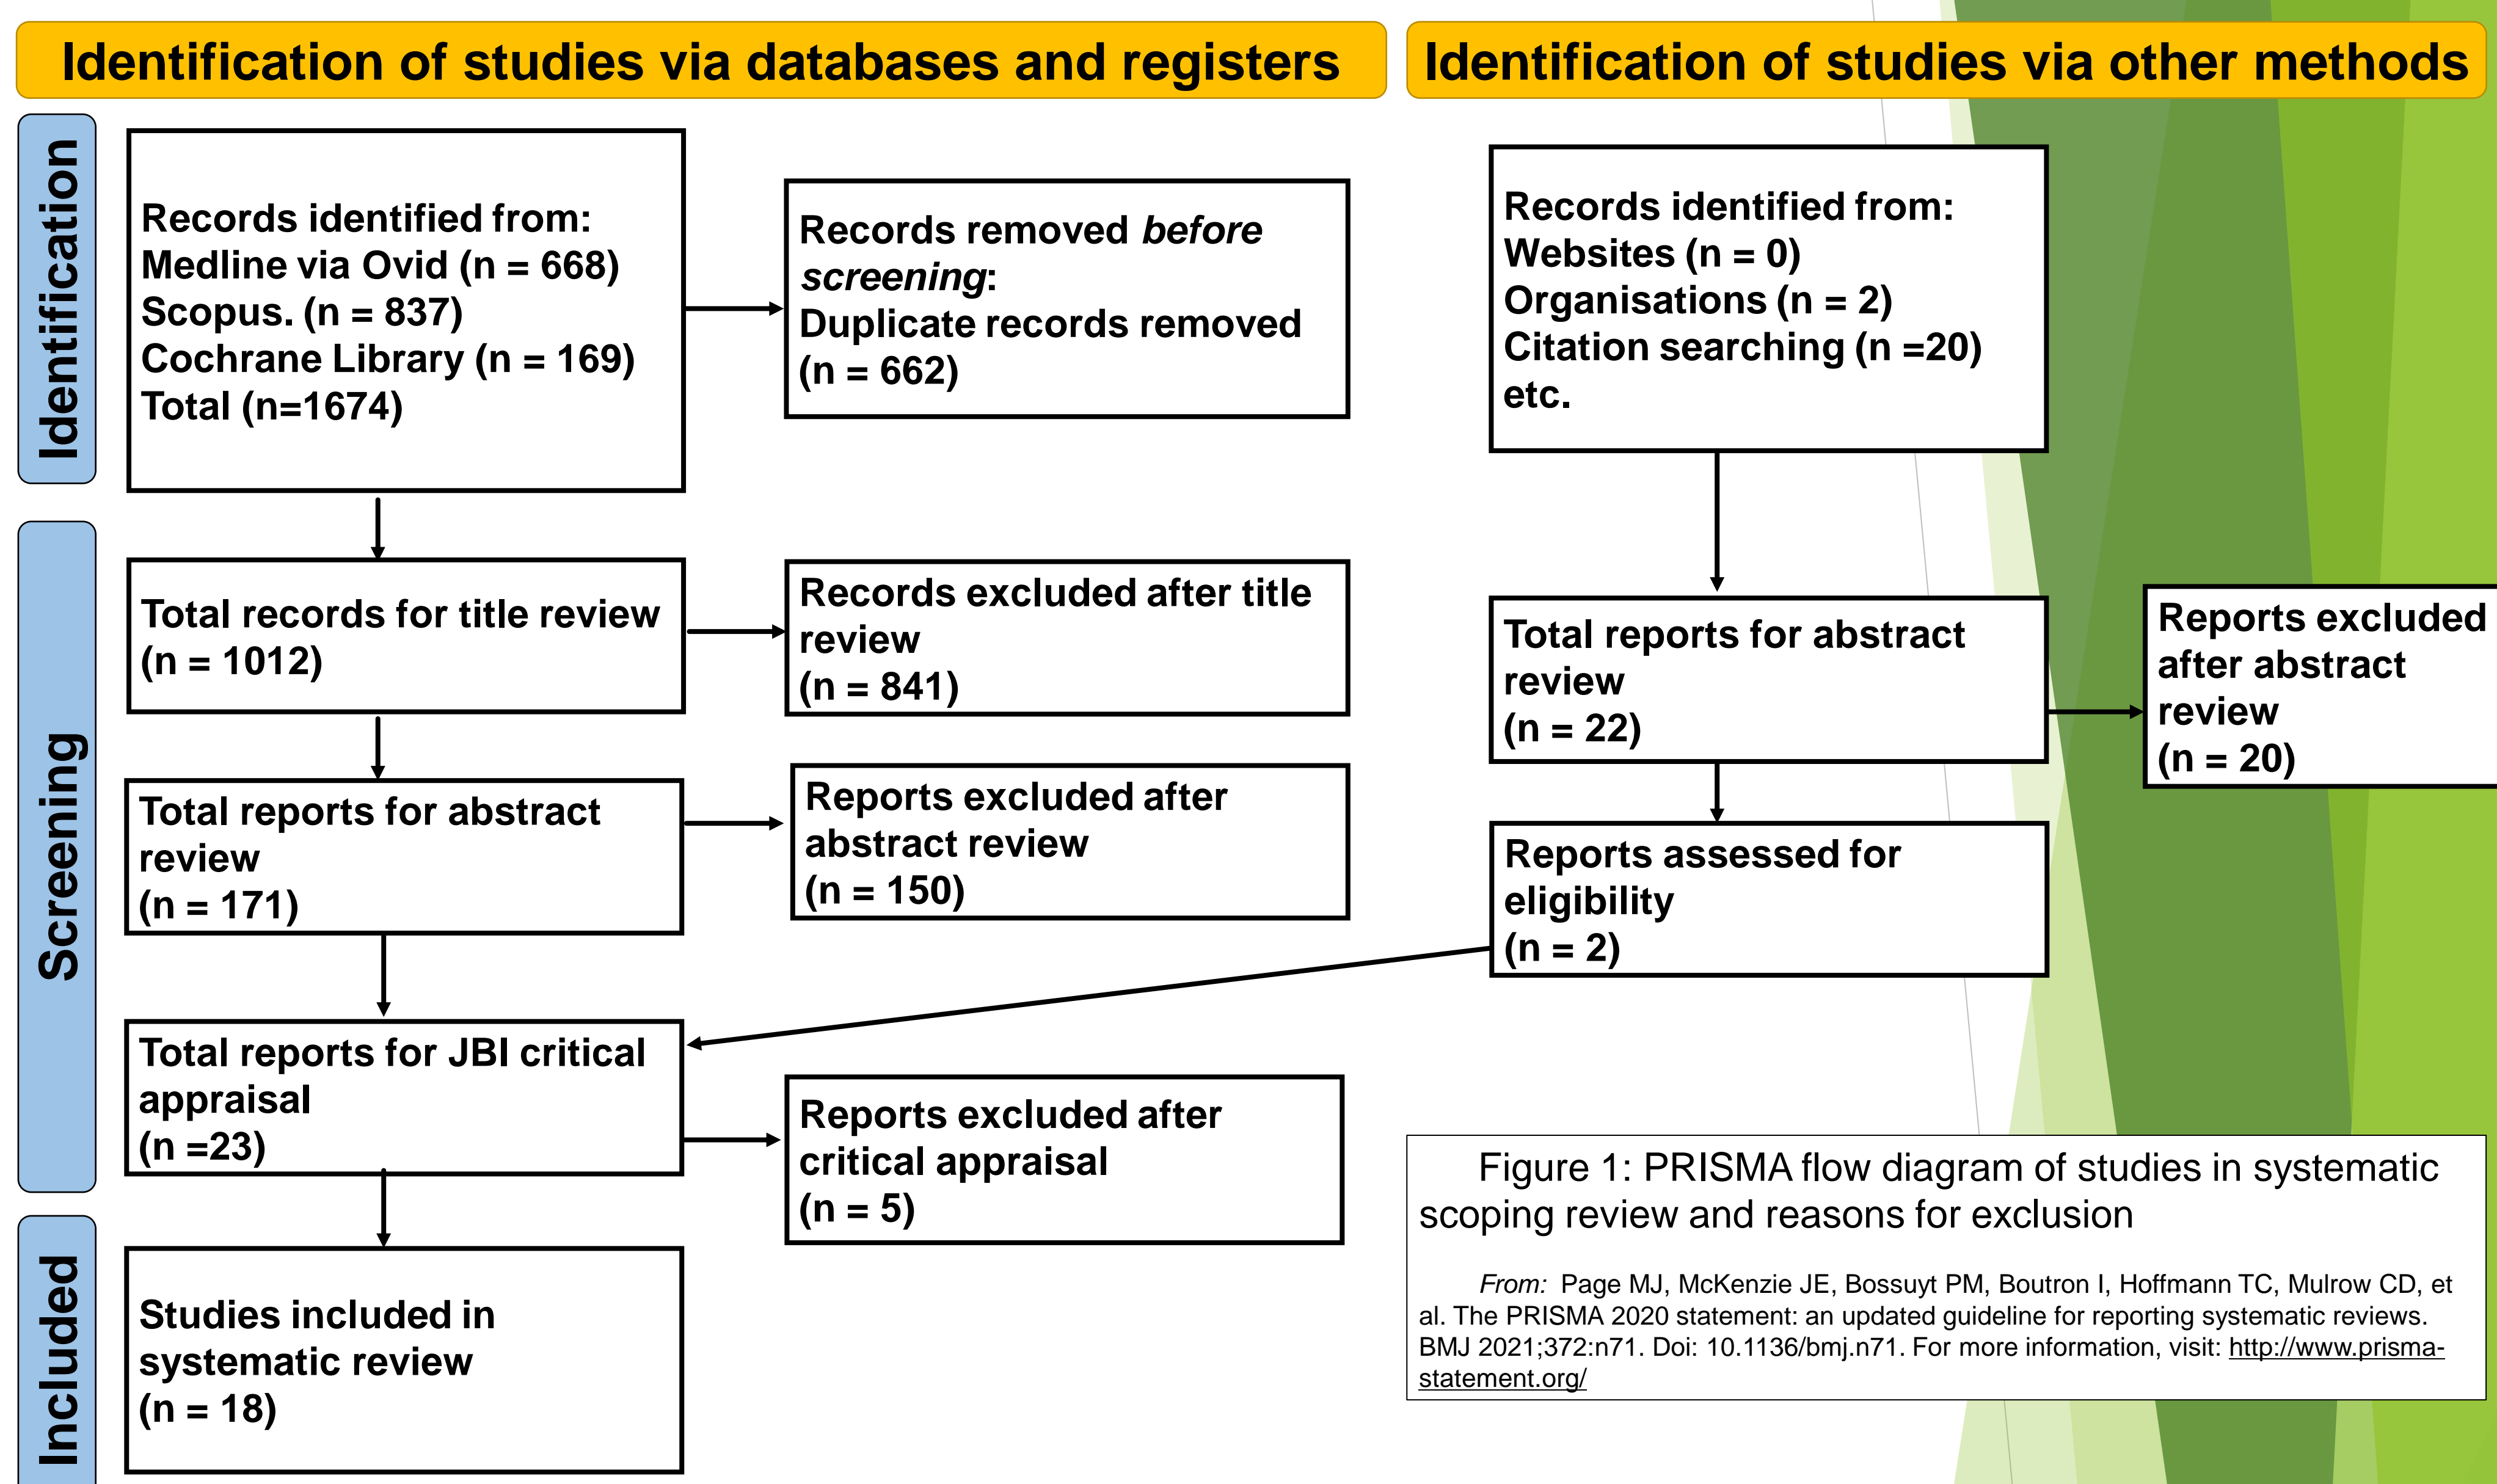 Identification of studies via databases and registers
Identification of studies via other methods
Identification
Records identified from:
Medline via Ovid (n = 668)
Scopus. (n = 837)
Cochrane Library (n = 169)
Total (n=1674)
Records removed before
screening:
Duplicate records removed
(n = 662)
Records identified from:
Websites (n = 0)
Organisations (n = 2)
Citation searching (n =20)
etc.
Screening
Total records for title review
(n = 1012)
Records excluded after title
review
(n = 841)
Total reports for abstract
review
(n = 22)
Reports excluded
after abstract
review
(n = 20)
Total reports for abstract
review
(n = 171)
Reports excluded after
abstract review
(n = 150)
Reports assessed for
eligibility
(n = 2)
Total reports for JBI critical
appraisal
(n =23)
Reports excluded after
critical appraisal
(n = 5)
Included
Studies included in
systematic review
(n = 18)
Figure 1: PRISMA flow diagram of studies in systematic
scoping review and reasons for exclusion
From: Page MJ, McKenzie JE, Bossuyt PM, Boutron I, Hoffmann TC, Mulrow CD, et
al. The PRISMA 2020 statement: an updated guideline for reporting systematic reviews.
BMJ 2021;372:n71. Doi: 10.1136/bmj.n71. For more information, visit: http://www.prisma-
statement.org/